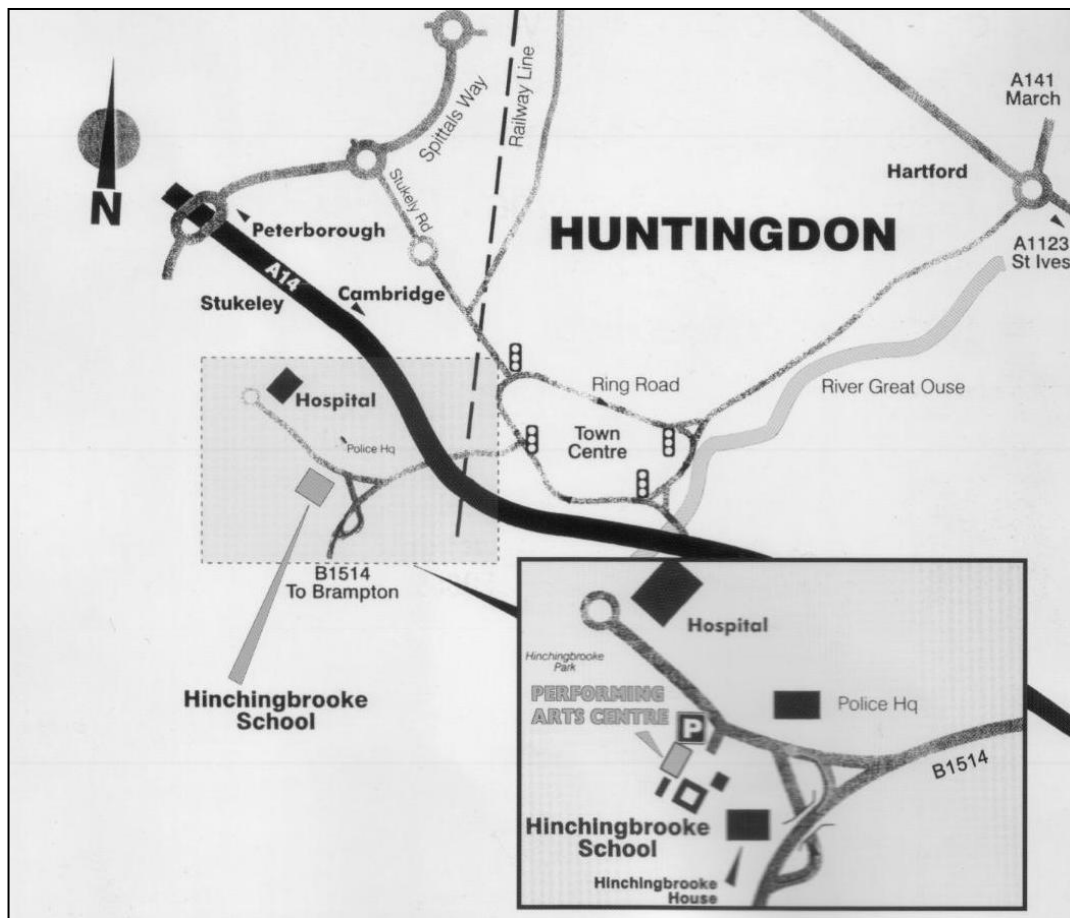 A141
March
Spittals Way
Railway Line
Hartford
Stukely Rd
N
HUNTINGDON
Peterborough
A1123
St Ives
A14
Stukeley
Cambridge
Ring Road
River Great Ouse
Hospital
Town
Centre
Police Hq
B1514
To Brampton
Hospital
Hinchingbrooke
Park
PERFORMING
ARTS CENTRE
P
Police Hq
B1514
Hinchingbrooke
School
Hinchingbrooke
School
Hinchingbrooke
House